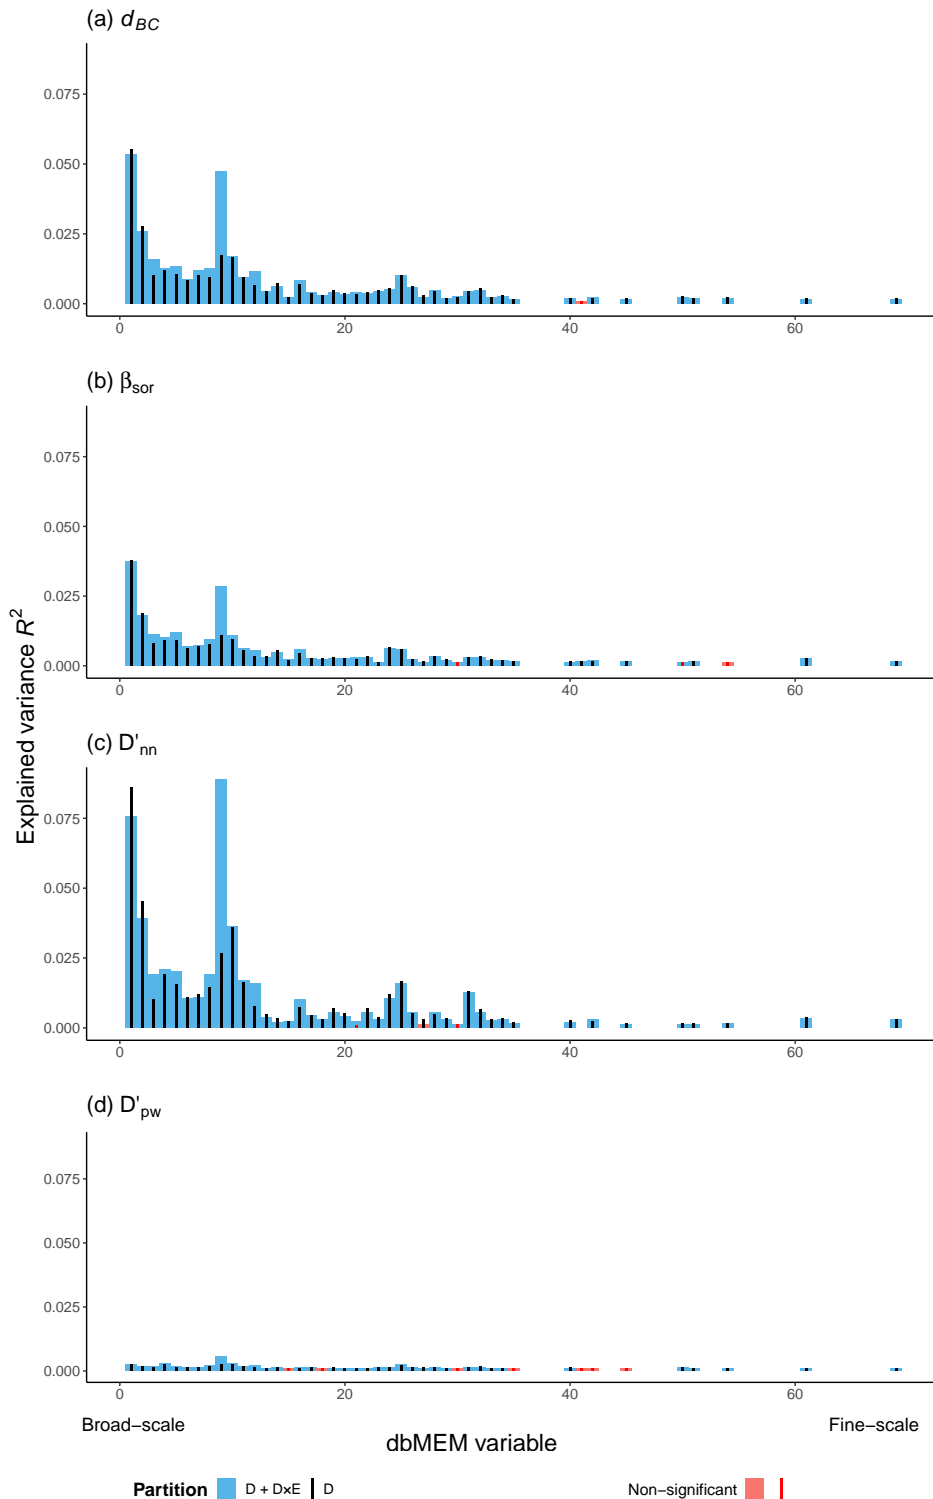 (a) d_BC
0.075
0.050
0.025
0.000
0 20 40 60
(b) β_sor
0.075
0.050
0.025
0.000
0 20 40 60
Explained variance R²
(c) D'_nn
0.075
0.050
0.025
0.000
0 20 40 60
(d) D'_pw
0.075
0.050
0.025
0.000
0 20 40 60
Broad−scale Fine−scale
dbMEM variable
Partition D + D×E D Non−significant